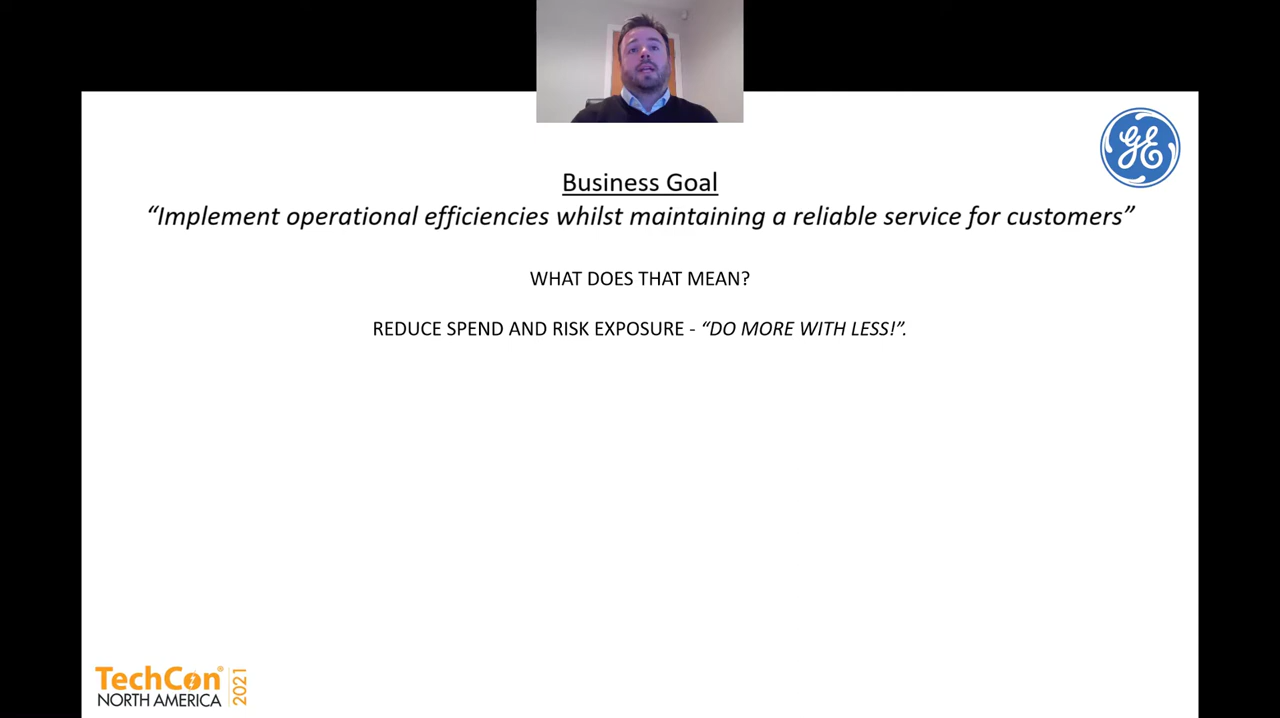 GE
Business Goal
“Implement operational efficiencies whilst maintaining a reliable service for customers”
WHAT DOES THAT MEAN?
REDUCE SPEND AND RISK EXPOSURE - “DO MORE WITH LESS!”.
TechCon®
NORTH AMERICA
2021